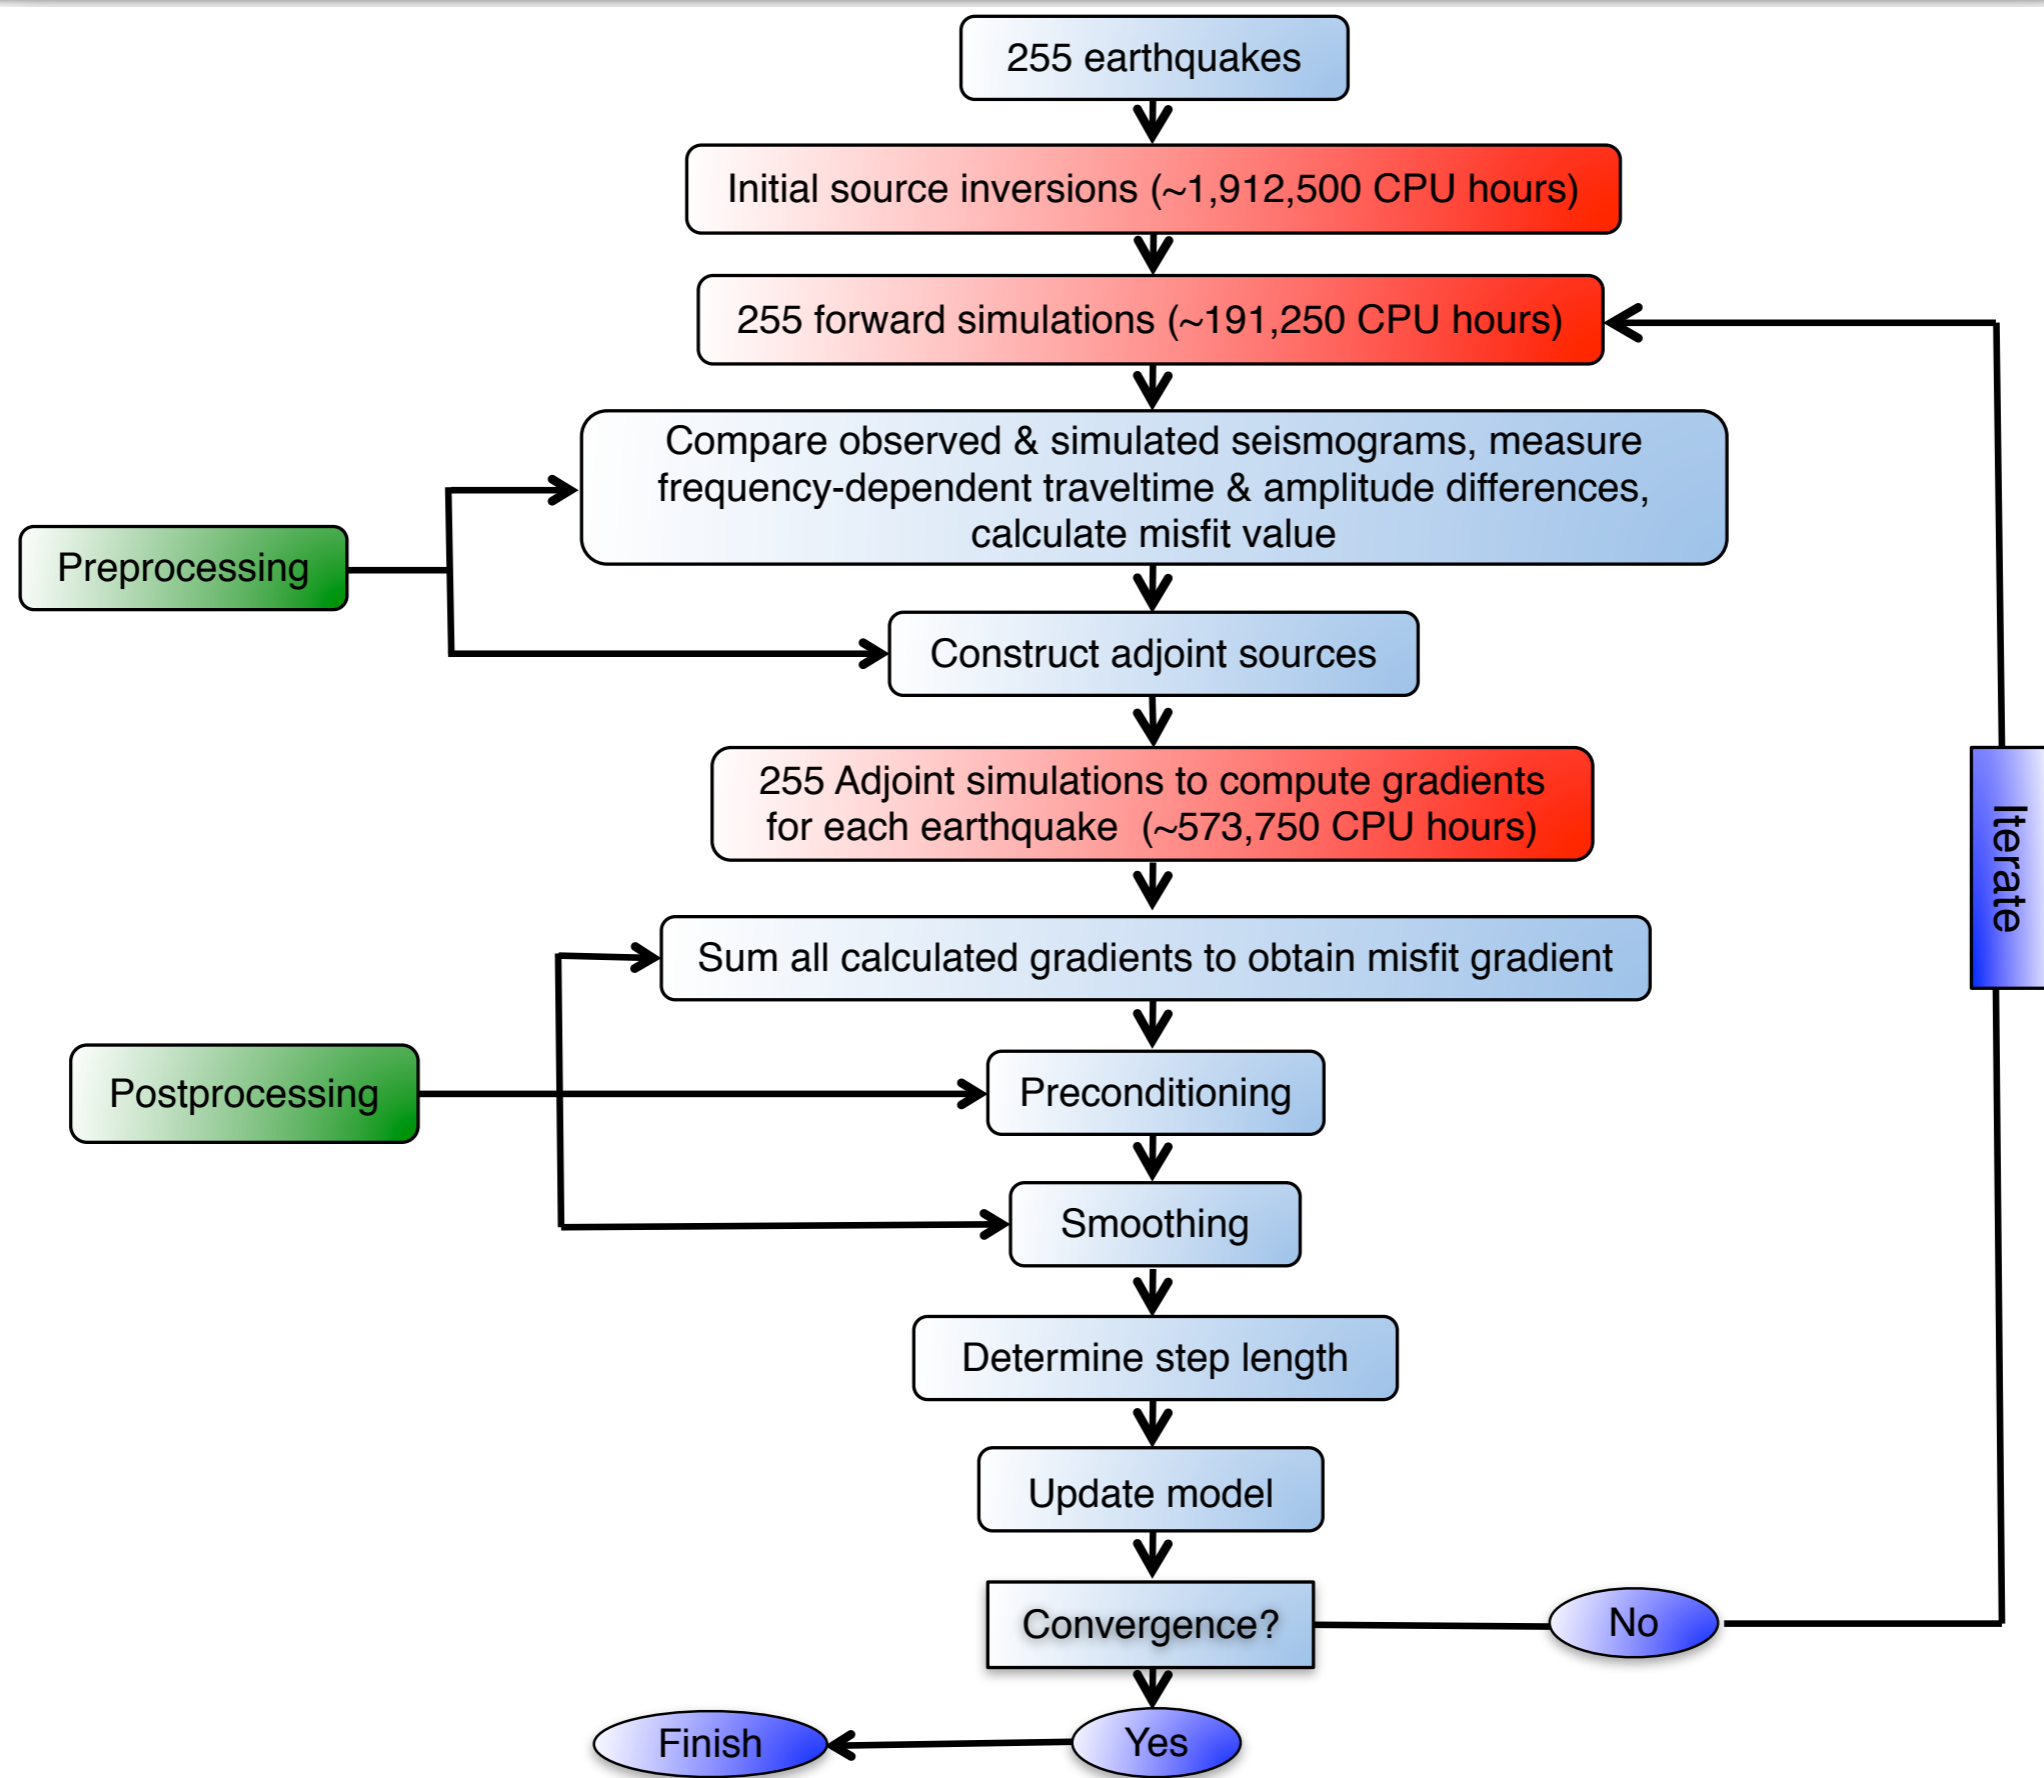 255 earthquakes
Initial source inversions (~1,912,500 CPU hours)
255 forward simulations (~191,250 CPU hours)
Compare observed & simulated seismograms, measure
frequency-dependent traveltime & amplitude differences,
calculate misfit value
Preprocessing
Construct adjoint sources
255 Adjoint simulations to compute gradients
for each earthquake (~573,750 CPU hours)
Iterate
Sum all calculated gradients to obtain misfit gradient
Postprocessing
Preconditioning
Smoothing
Determine step length
Update model
Convergence?
No
Yes
Finish